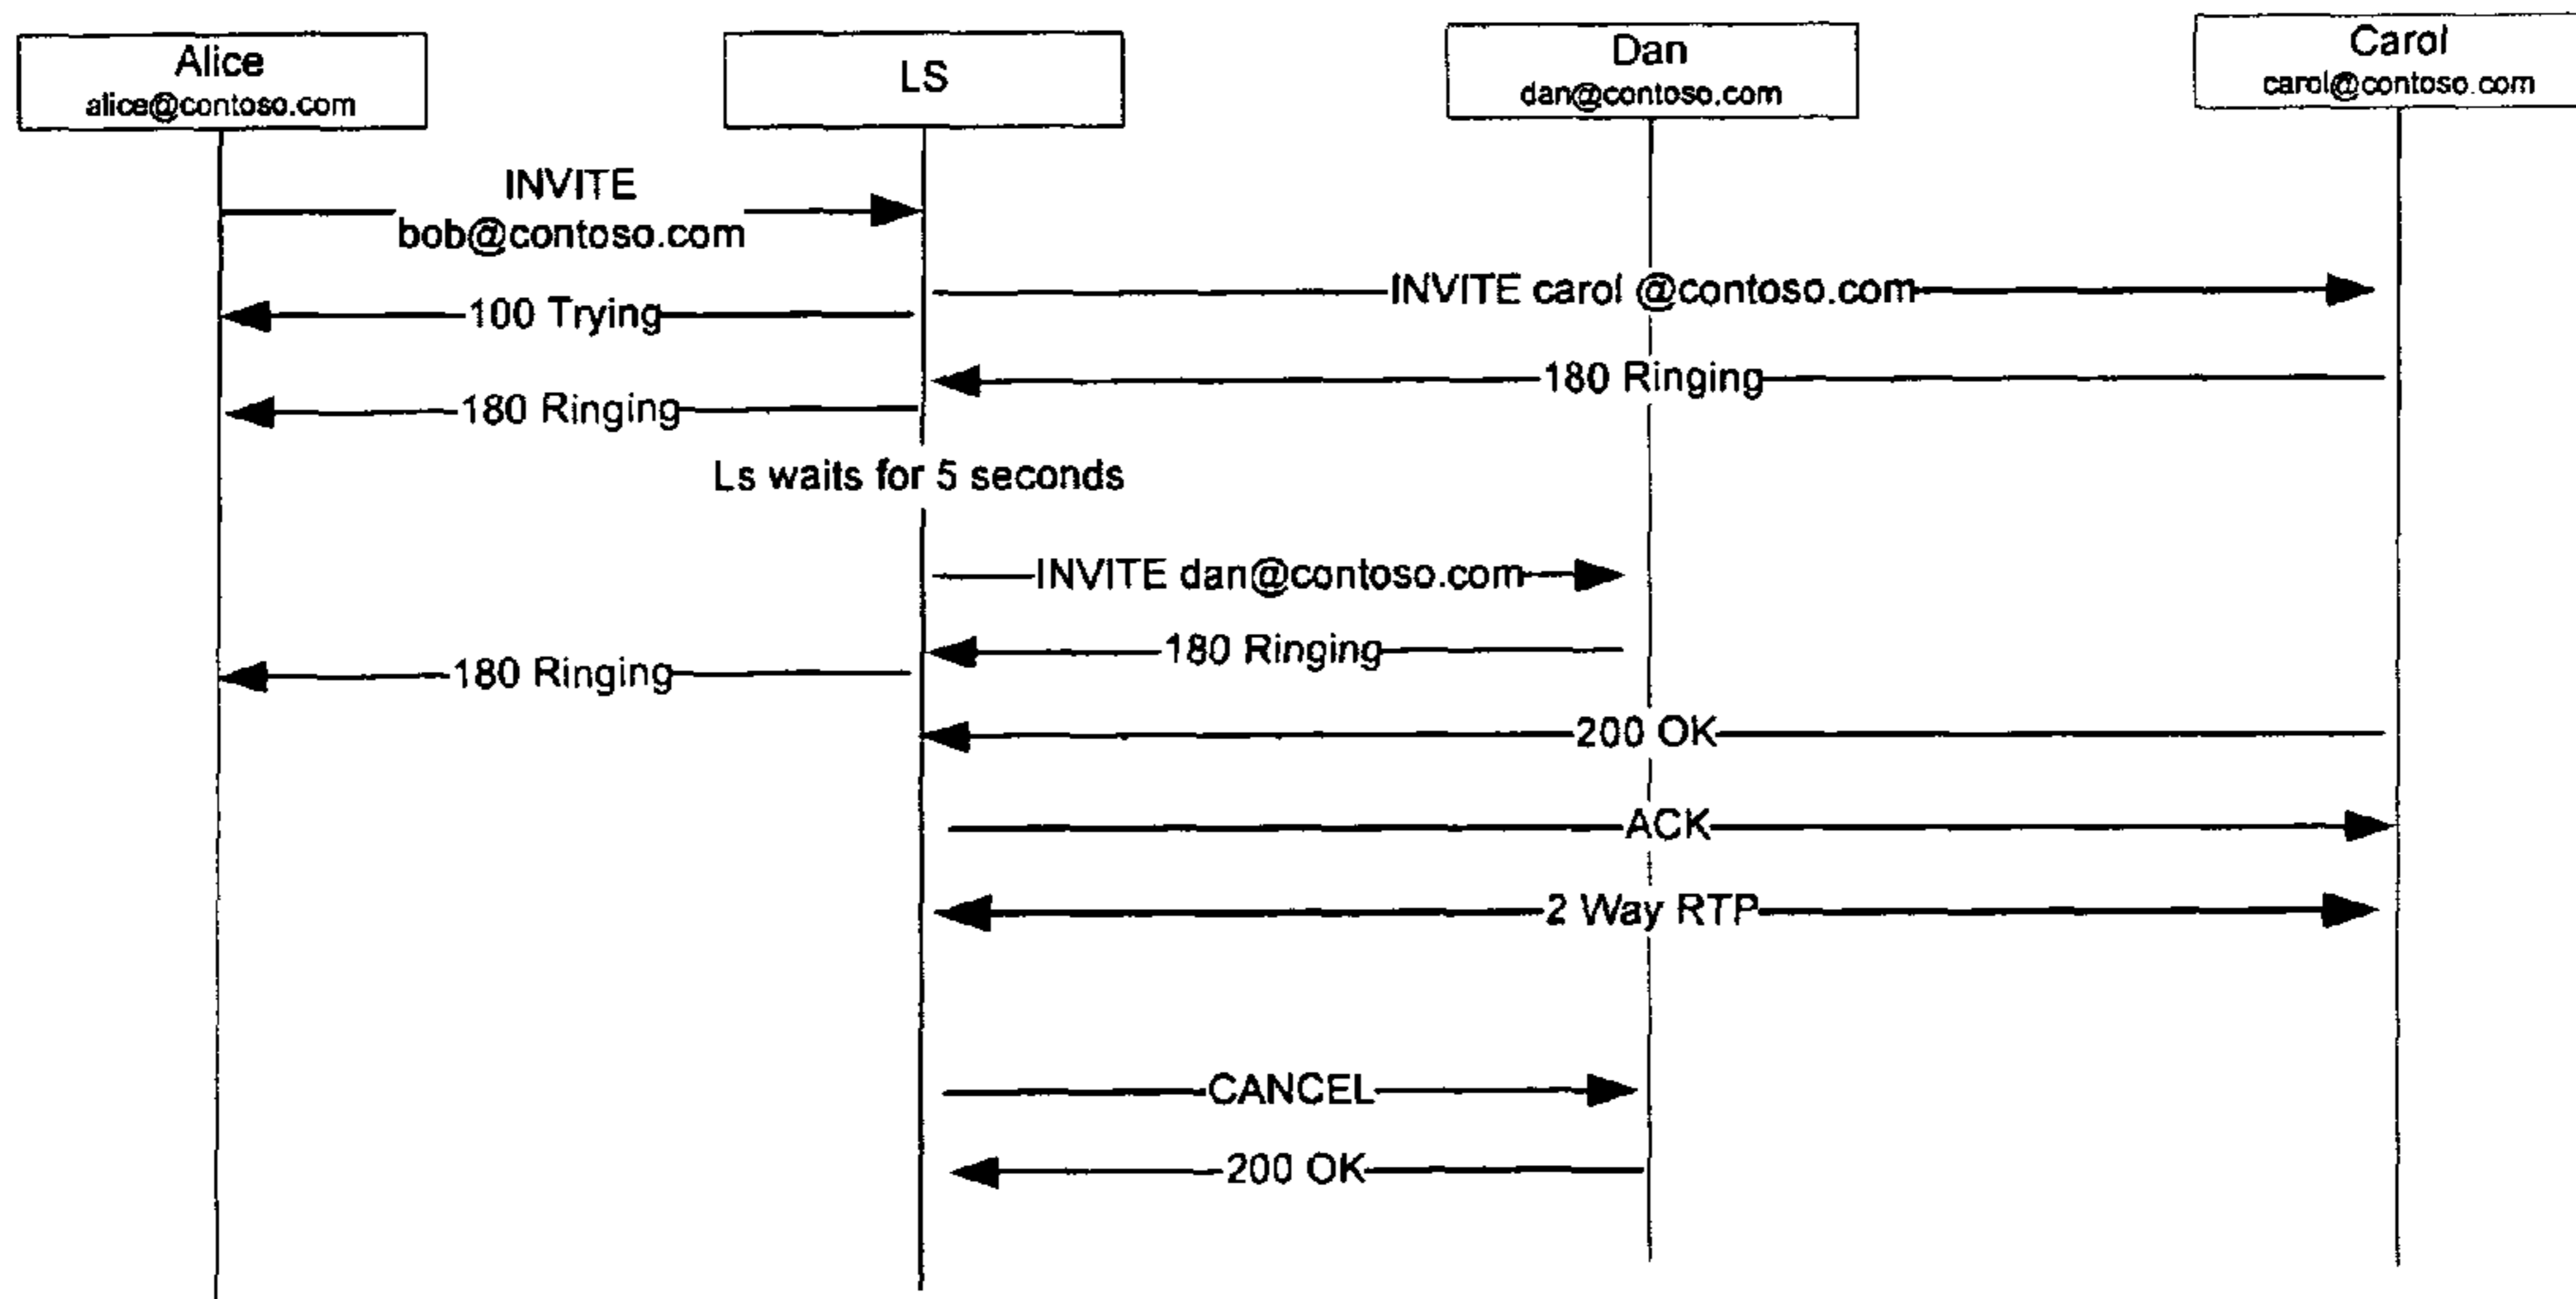 Alice
alice@contoso.com
LS
Dan
dan@contoso.com
Carol
carol@contoso.com
INVITE
bob@contoso.com
INVITE carol @contoso.com
100 Trying
180 Ringing
180 Ringing
Ls waits for 5 seconds
INVITE dan@contoso.com
180 Ringing
180 Ringing
200 OK
ACK
2 Way RTP
CANCEL
200 OK